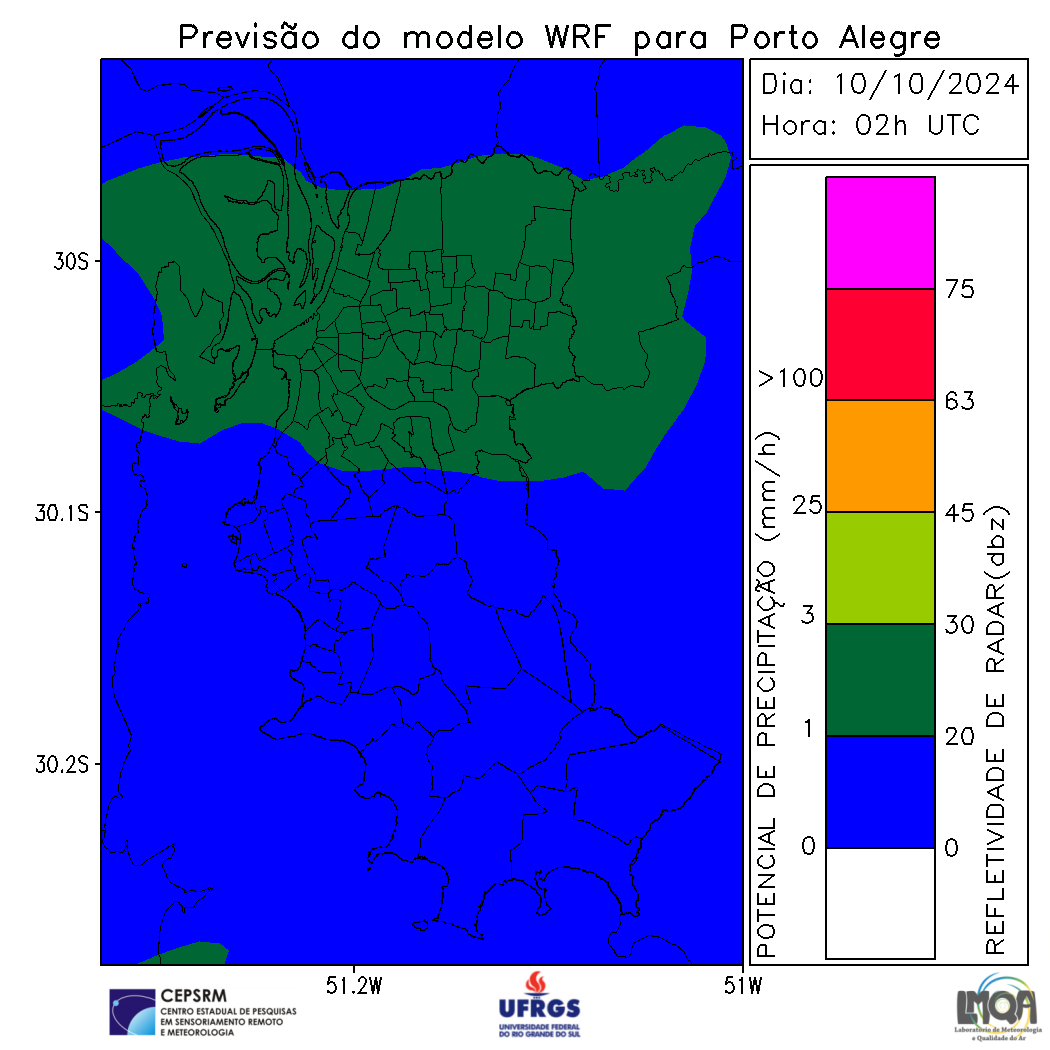 Previsão do modelo WRF para Porto Alegre
Dia: 10/10/2024
Hora: 02h UTC
30S
30.1S
30.2S
51.2W
51W
POTENCIAL DE PRECIPITAÇÃO (mm/h)
>100
25
3
1
0
75
63
45
30
20
0
REFLETIVIDADE DE RADAR(dbz)
CEPSRM
CENTRO ESTADUAL DE PESQUISAS
EM SENSORIAMENTO REMOTO
E METEOROLOGIA
UFRGS
UNIVERSIDADE FEDERAL
DO RIO GRANDE DO SUL
LMQA
Laboratório de Meteorologia
e Qualidade do Ar